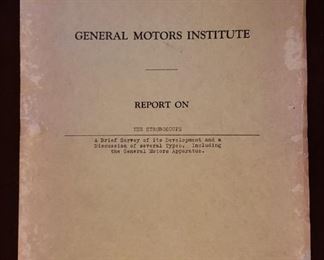 GENERAL MOTORS INSTITUTE
REPORT ON
THE STROBOSCOPE
A Brief Survey of its Development and a
Discussion of several Types, Including
the General Motors Apparatus.